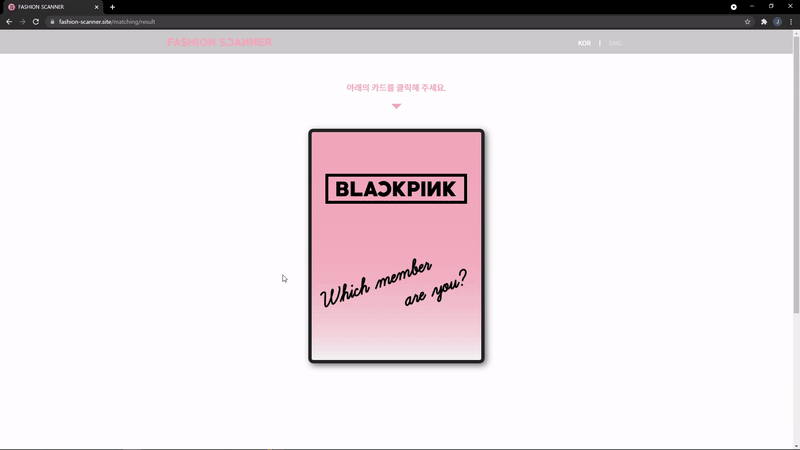 FASHION SCANNER
fashion-scanner.site/matching/result
FASHION SCANNER
KOR | ENG
아래의 카드를 클릭해 주세요.
BLACKPINK
Which member
are you?